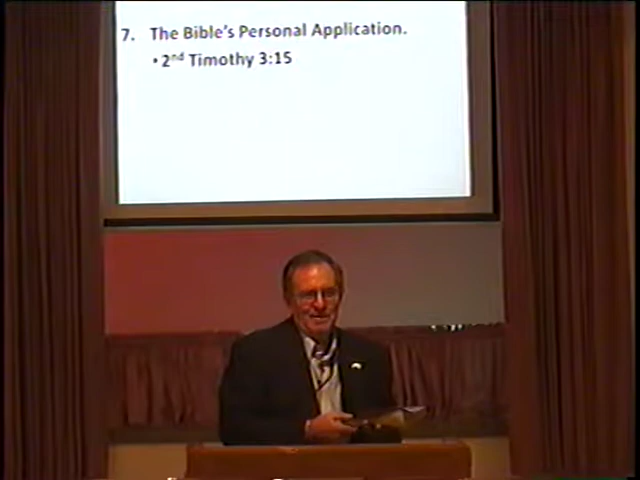 7. The Bible's Personal Application.
• 2nd Timothy 3:15